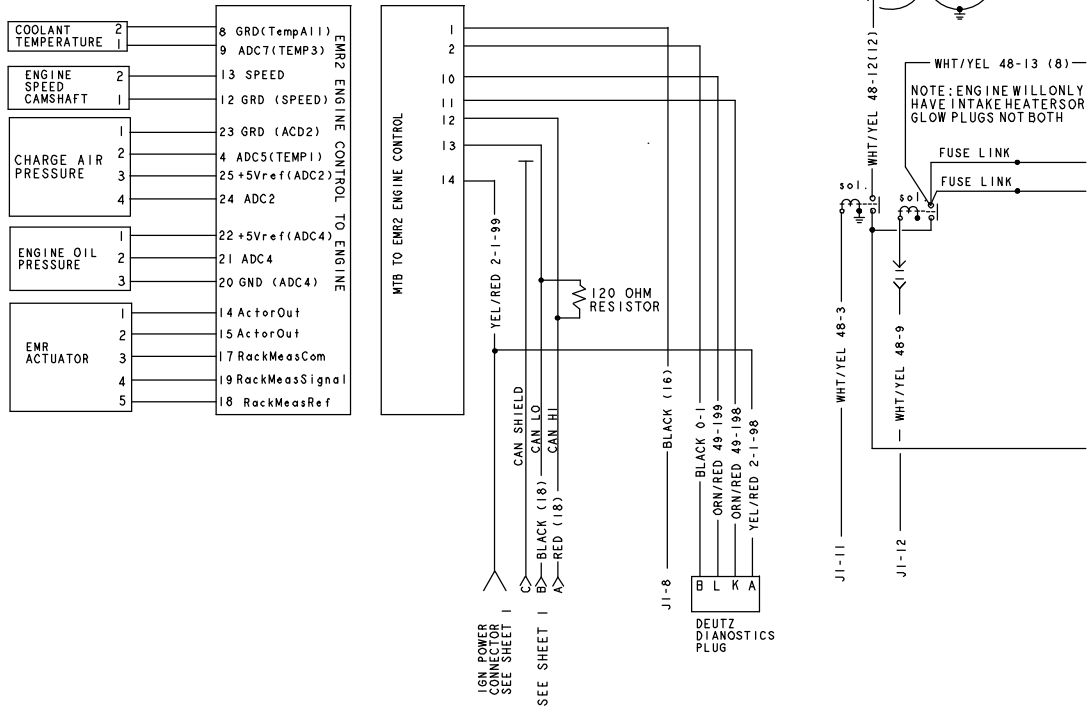 COOLANT
TEMPERATURE
2
1
ENGINE
SPEED
CAMSHAFT
2
1
CHARGE AIR
PRESSURE
1
2
3
4
ENGINE OIL
PRESSURE
1
2
3
EMR
ACTUATOR
1
2
3
4
5
8 GRD(TempAll)
9 ADC7(TEMP3)
13 SPEED
12 GRD (SPEED)
23 GRD (ACD2)
4 ADC5(TEMP1)
25 +5Vref(ADC2)
24 ADC2
22 +5Vref(ADC4)
21 ADC4
20 GND (ADC4)
14 ActorOut
15 ActorOut
17 RackMeasCom
19 RackMeasSignal
18 RackMeasRef
EMR2 ENGINE CONTROL TO ENGINE
MTB TO EMR2 ENGINE CONTROL
1
2
10
11
12
13
14
YEL/RED 2-1-99
120 OHM
RESISTOR
CAN SHIELD
CAN LO
CAN HI
BLACK (18)
RED (18)
C
B
A
IGN POWER
CONNECTOR
SEE SHEET 1
SEE SHEET 1
BLACK (16)
J1-8
BLACK 0-1
ORN/RED 49-199
ORN/RED 49-198
YEL/RED 2-1-98
B L K A
DEUTZ
DIANOSTICS
PLUG
WHT/YEL 48-12(12)
WHT/YEL 48-13 (8)
NOTE:ENGINE WILL ONLY
HAVE INTAKE HEATERS OR
GLOW PLUGS NOT BOTH
FUSE LINK
FUSE LINK
sol.
sol.
WHT/YEL 48-3
WHT/YEL 48-9
J1-11
J1-12